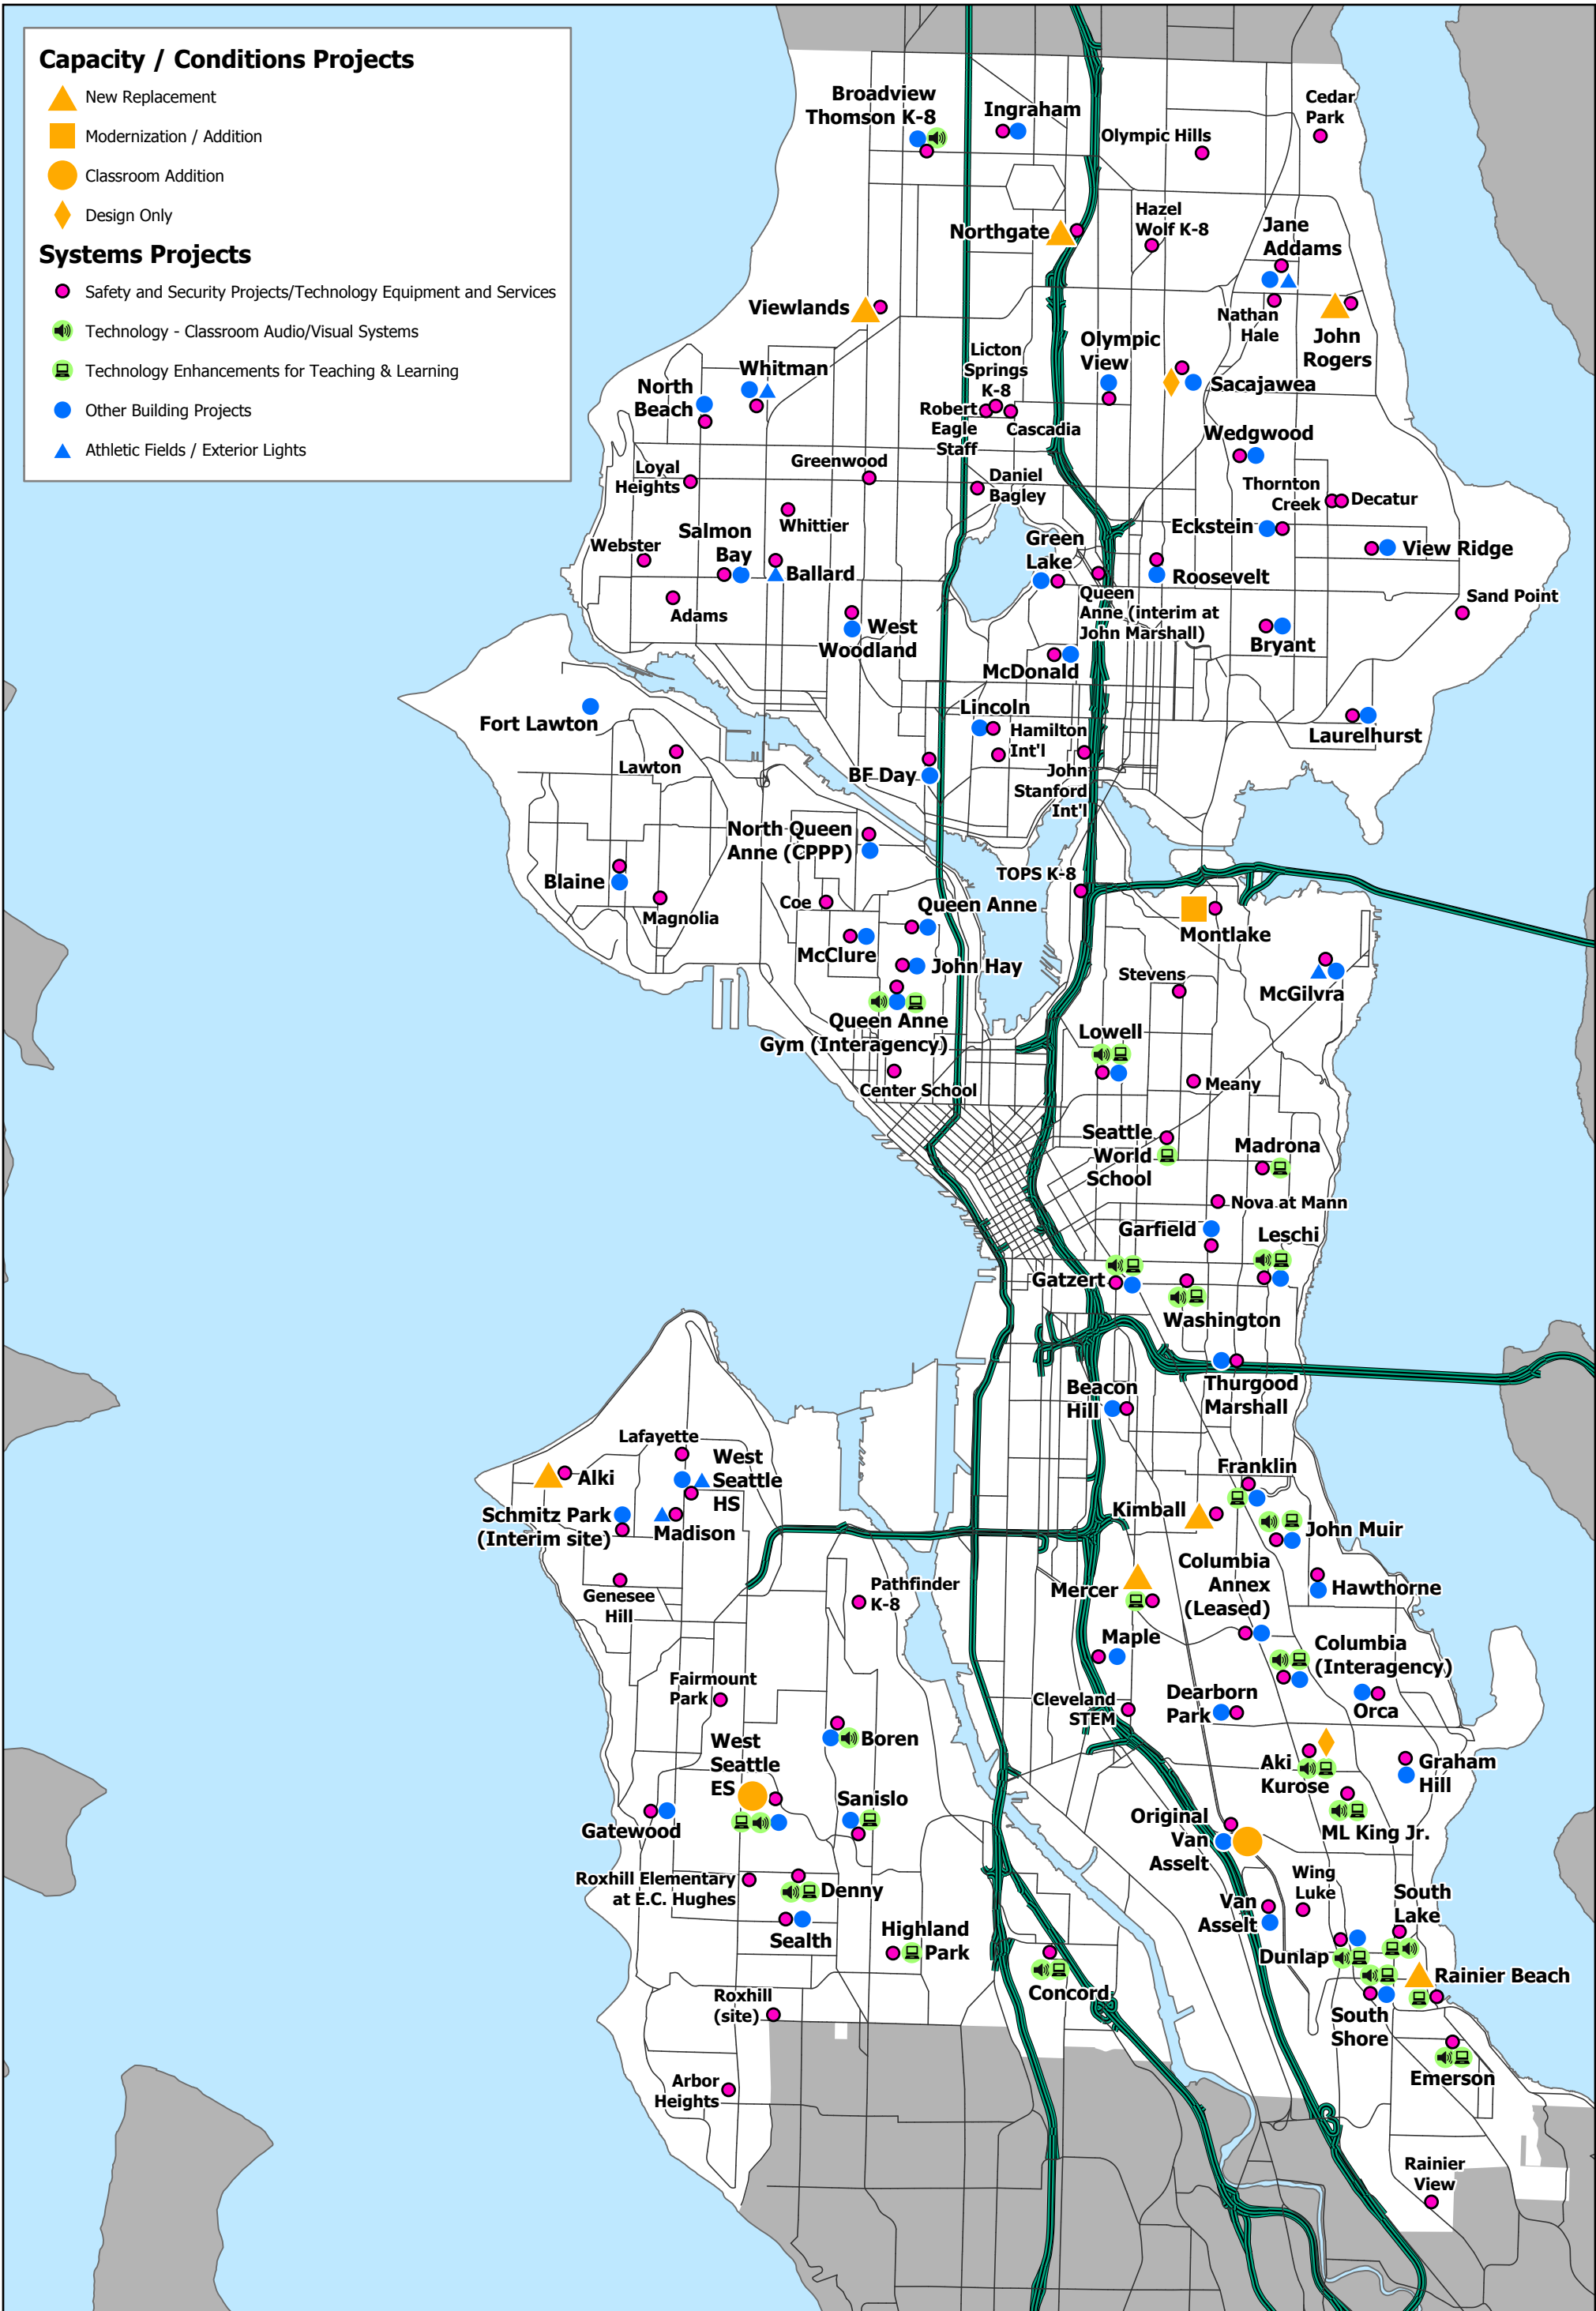 Capacity / Conditions Projects
New Replacement
Modernization / Addition
Classroom Addition
Design Only
Systems Projects
Safety and Security Projects/Technology Equipment and Services
Technology - Classroom Audio/Visual Systems
Technology Enhancements for Teaching & Learning
Other Building Projects
Athletic Fields / Exterior Lights
Broadview
Thomson K-8
Ingraham
Olympic Hills
Cedar
Park
Northgate
Hazel
Wolf K-8
Jane
Addams
Viewlands
Nathan
Hale
John
Rogers
Whitman
North
Beach
Licton
Springs
K-8
Olympic
View
Sacajawea
Robert
Eagle
Staff
Cascadia
Wedgwood
Loyal
Heights
Greenwood
Daniel
Bagley
Thornton
Creek
Decatur
Whittier
Salmon
Bay
Webster
Ballard
Green
Lake
Eckstein
View Ridge
Roosevelt
Adams
Queen
Anne (interim at
John Marshall)
Sand Point
West
Woodland
Bryant
McDonald
Fort Lawton
Lincoln
Hamilton
Int'l
Laurelhurst
Lawton
BF Day
John
Stanford
Int'l
North Queen
Anne (CPPP)
TOPS K-8
Blaine
Magnolia
Coe
Queen Anne
Montlake
McClure
John Hay
Stevens
McGilvra
Queen Anne
Gym (Interagency)
Lowell
Center School
Meany
Seattle
World
School
Madrona
Nova at Mann
Garfield
Leschi
Gatzert
Washington
Thurgood
Marshall
Beacon
Hill
Lafayette
West
Seattle
HS
Alki
Franklin
Schmitz Park
(Interim site)
Madison
Kimball
John Muir
Genesee
Hill
Pathfinder
K-8
Mercer
Columbia
Annex
(Leased)
Hawthorne
Maple
Columbia
(Interagency)
Fairmount
Park
Cleveland
STEM
Dearborn
Park
Orca
West
Seattle
ES
Boren
Aki
Kurose
Graham
Hill
Gatewood
Sanislo
Original
Van
Asselt
ML King Jr.
Roxhill Elementary
at E.C. Hughes
Denny
Wing
Luke
Van
Asselt
South
Lake
Sealth
Highland
Park
Dunlap
Concord
Rainier Beach
Roxhill
(site)
South
Shore
Arbor
Heights
Emerson
Rainier
View